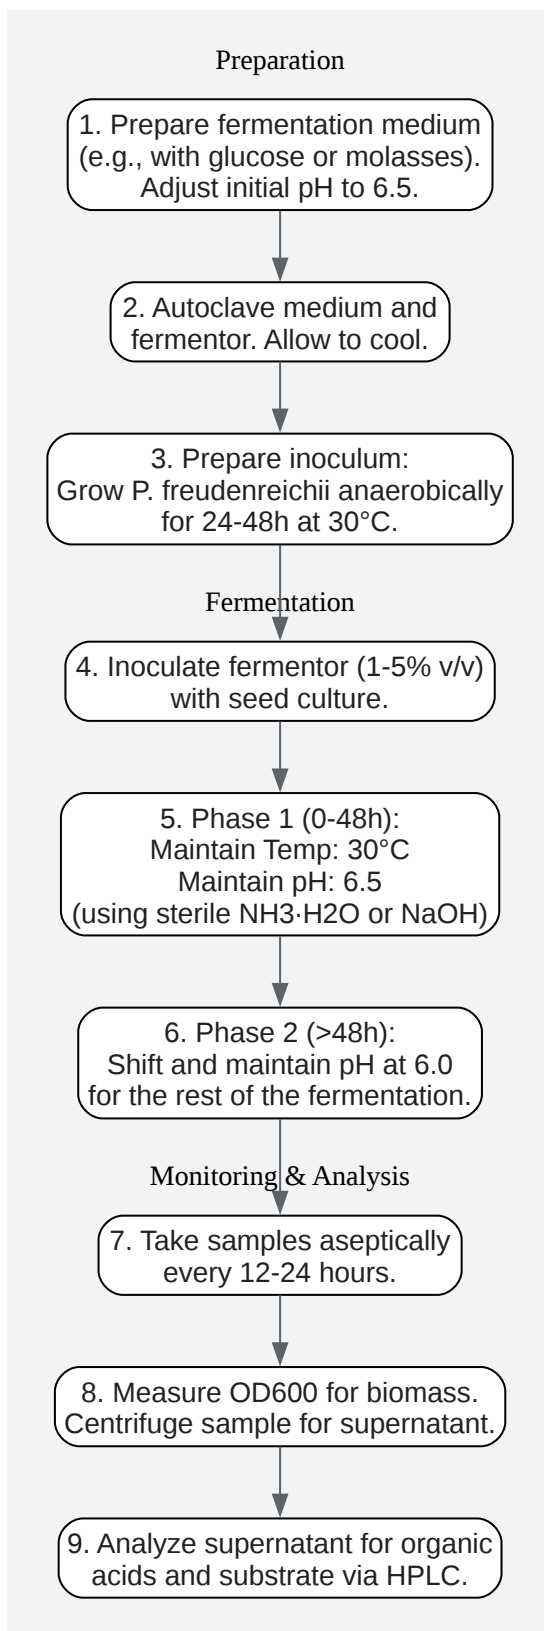 Preparation
1. Prepare fermentation medium
(e.g., with glucose or molasses).
Adjust initial pH to 6.5.
2. Autoclave medium and
fermentor. Allow to cool.
3. Prepare inoculum:
Grow P. freudenreichii anaerobically
for 24-48h at 30°C.
Fermentation
4. Inoculate fermentor (1-5% v/v)
with seed culture.
5. Phase 1 (0-48h):
Maintain Temp: 30°C
Maintain pH: 6.5
(using sterile NH3·H2O or NaOH)
6. Phase 2 (>48h):
Shift and maintain pH at 6.0
for the rest of the fermentation.
Monitoring & Analysis
7. Take samples aseptically
every 12-24 hours.
8. Measure OD600 for biomass.
Centrifuge sample for supernatant.
9. Analyze supernatant for organic
acids and substrate via HPLC.